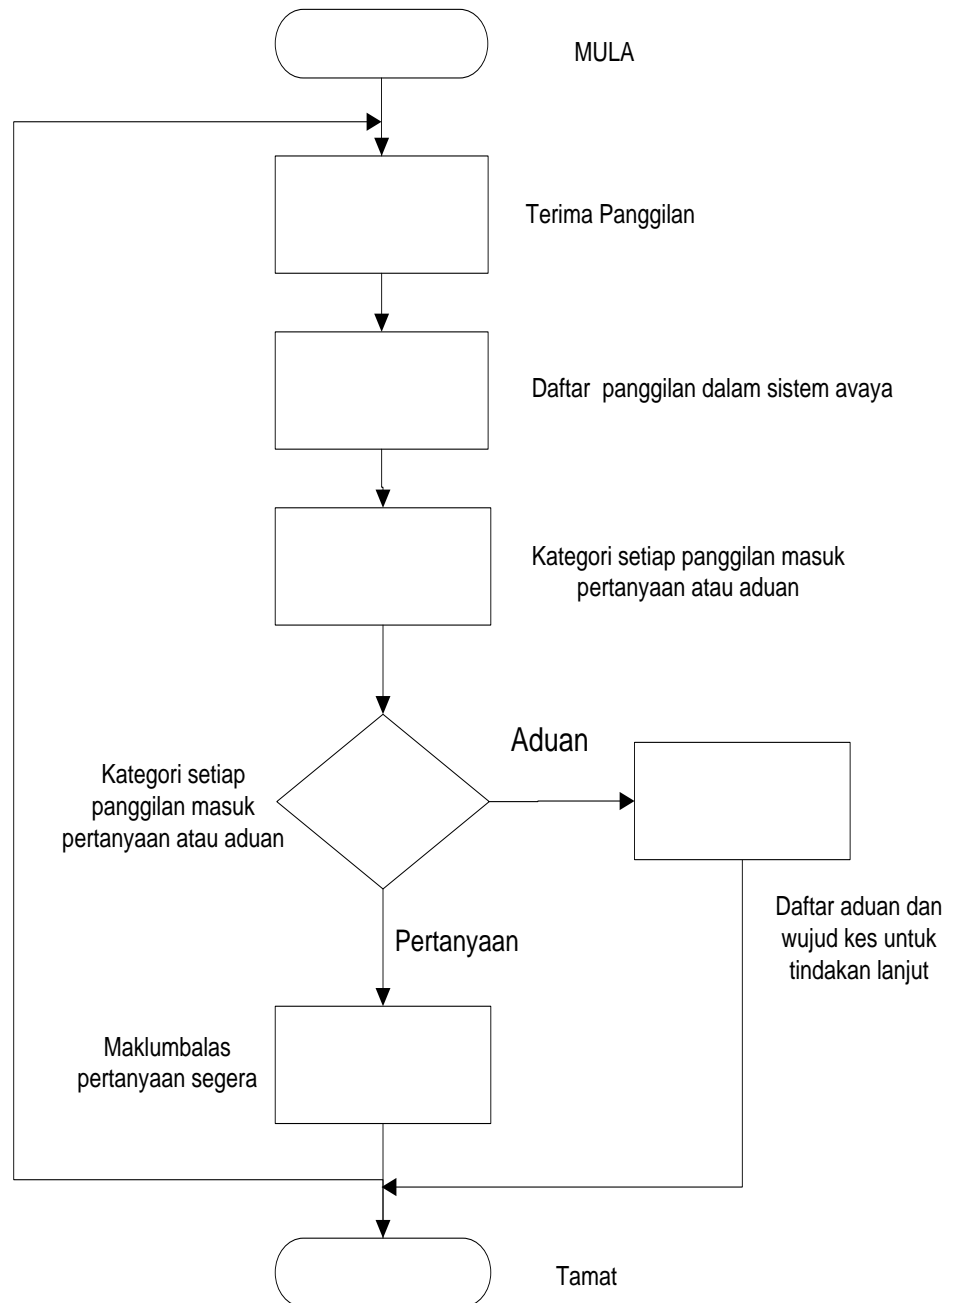 MULA
Terima Panggilan
Daftar  panggilan dalam sistem avaya
Kategori setiap panggilan masuk
pertanyaan atau aduan
Aduan
Kategori setiap
panggilan masuk
pertanyaan atau aduan
Daftar aduan dan
wujud kes untuk
tindakan lanjut
Pertanyaan
Maklumbalas
pertanyaan segera
Tamat